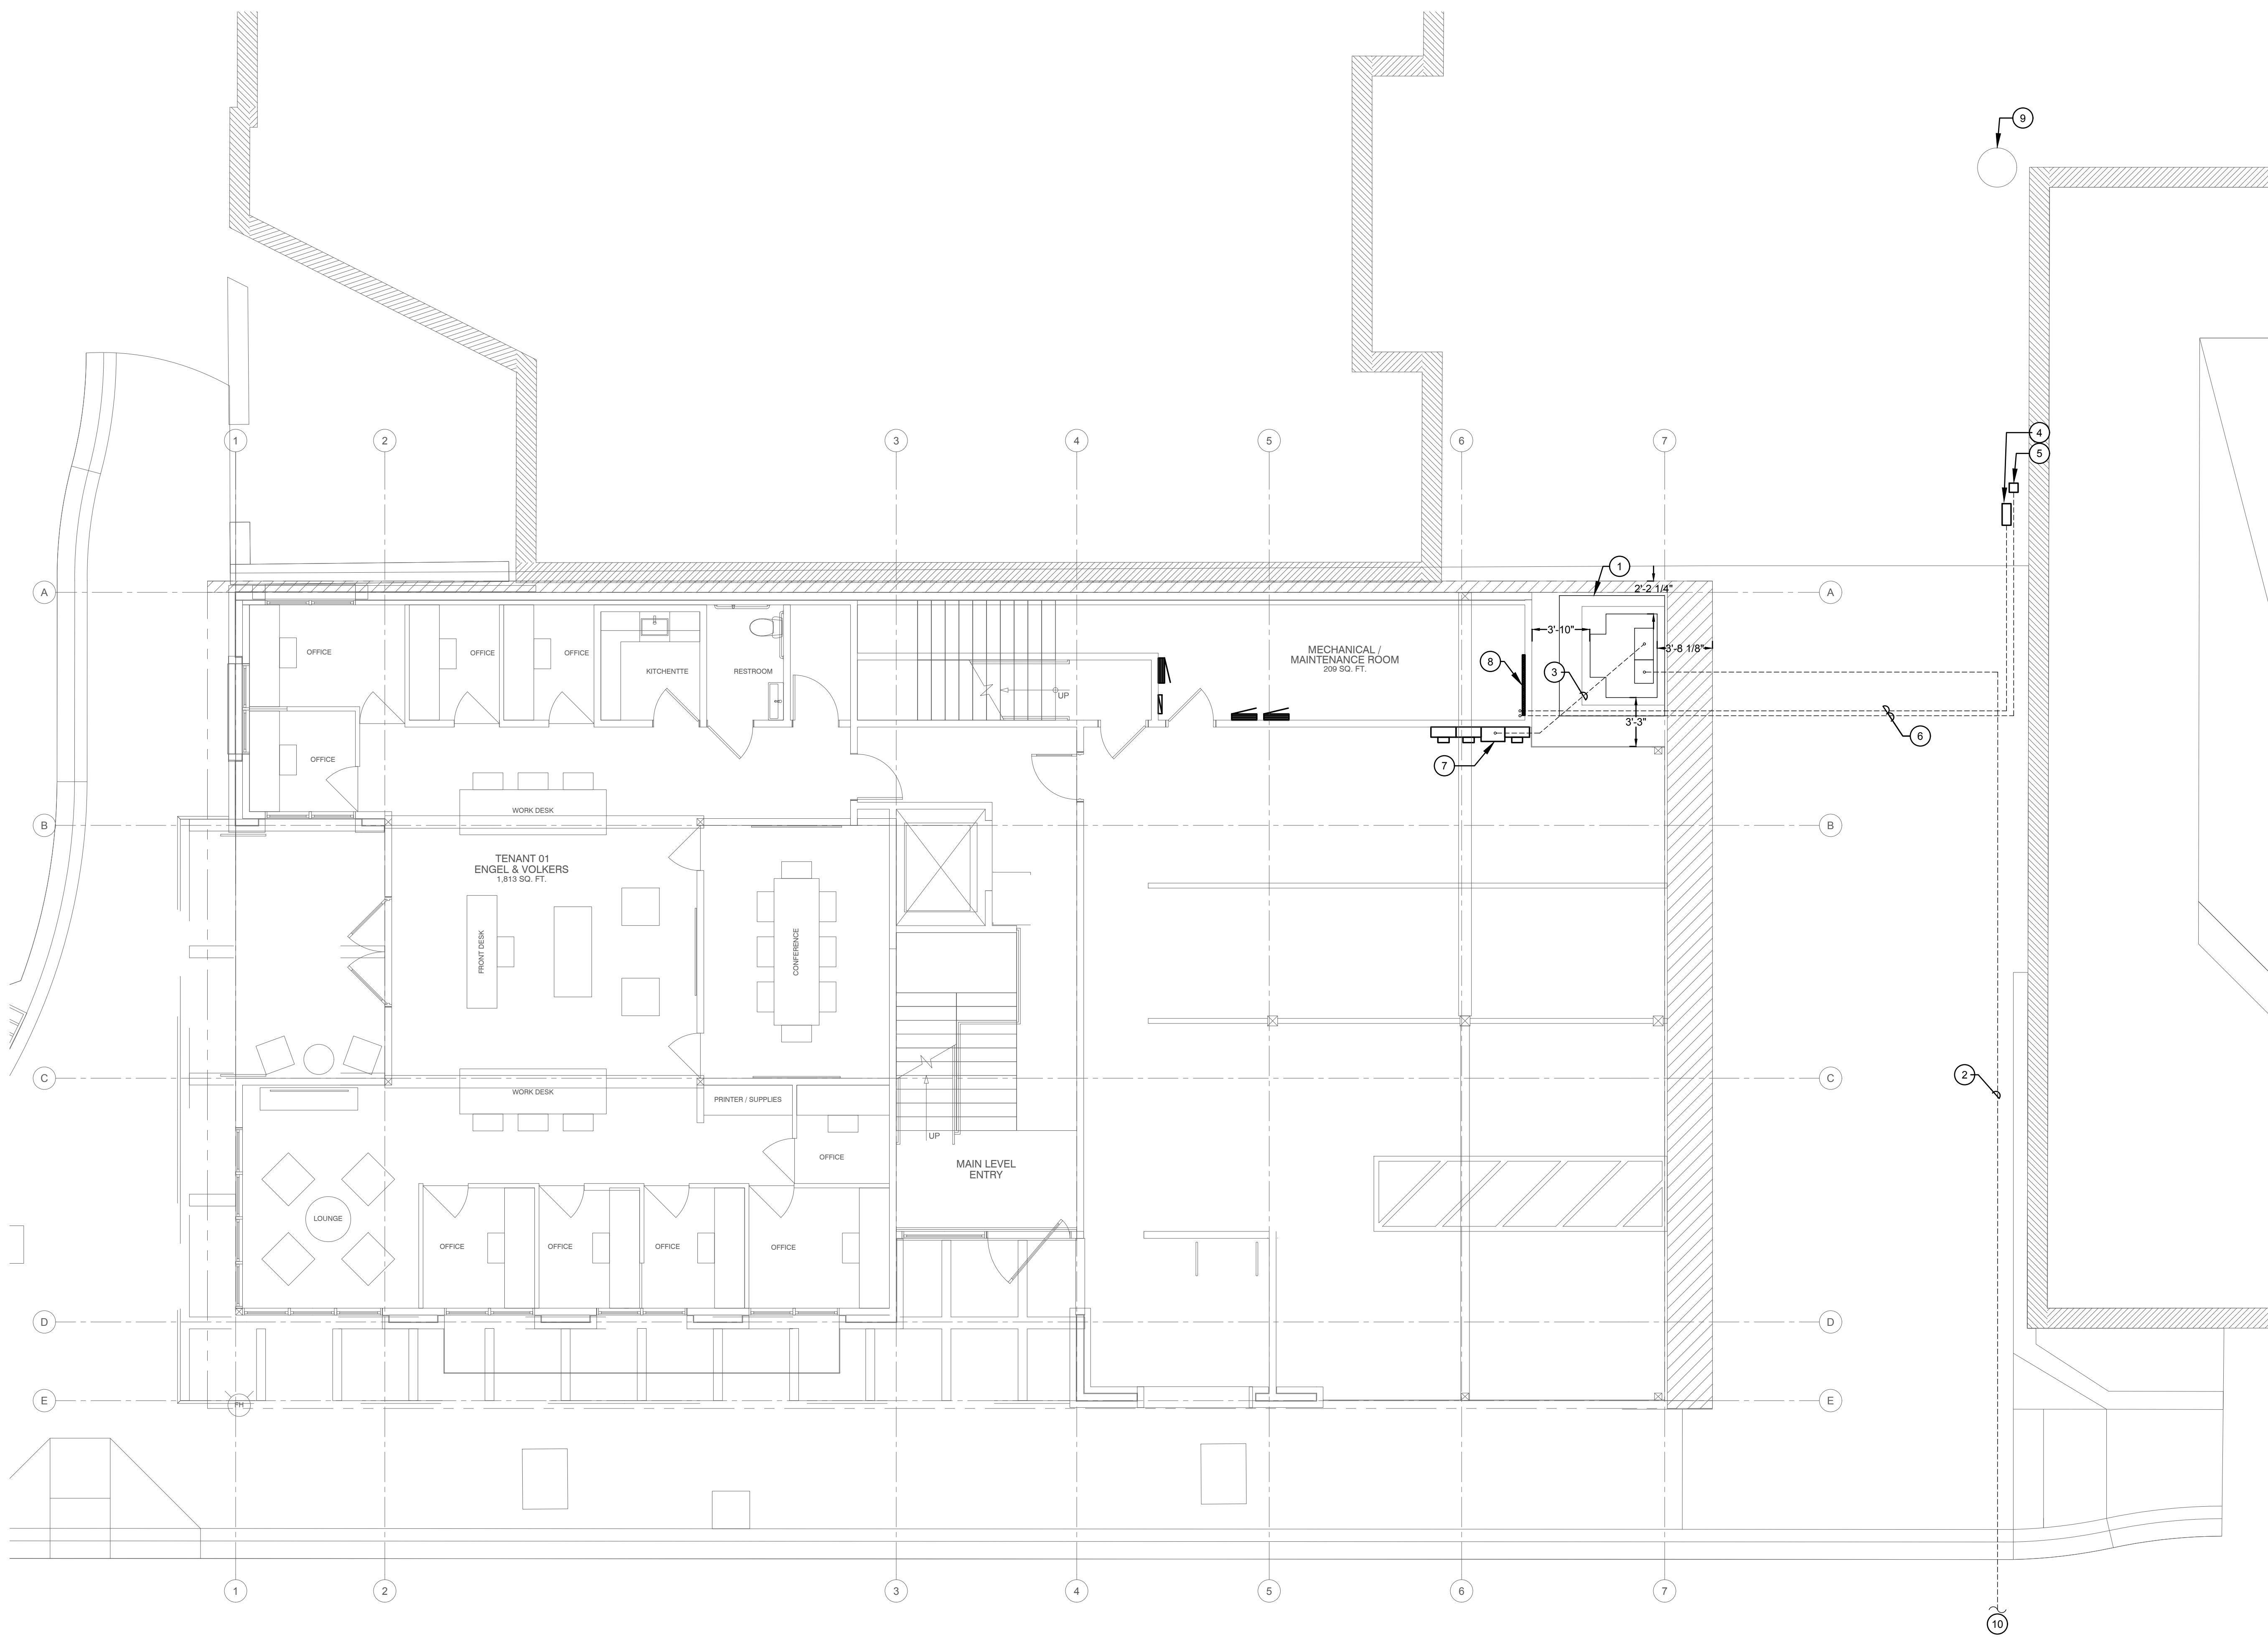 9
4
5
1
2
3
4
5
6
7
1
A
2'-2 1/4"
A
3'-10"
3'-8 1/8"
OFFICE
OFFICE
OFFICE
KITCHENTTE
RESTROOM
MECHANICAL /
MAINTENANCE ROOM
209 SQ. FT.
8
3
UP
3'-3"
6
7
OFFICE
WORK DESK
B
B
TENANT 01
ENGEL & VOLKERS
1,813 SQ. FT.
FRONT DESK
CONFERENCE
C
C
2
WORK DESK
PRINTER / SUPPLIES
UP
OFFICE
MAIN LEVEL
ENTRY
LOUNGE
OFFICE
OFFICE
OFFICE
OFFICE
D
D
E
FH
E
1
2
3
4
5
6
7
10